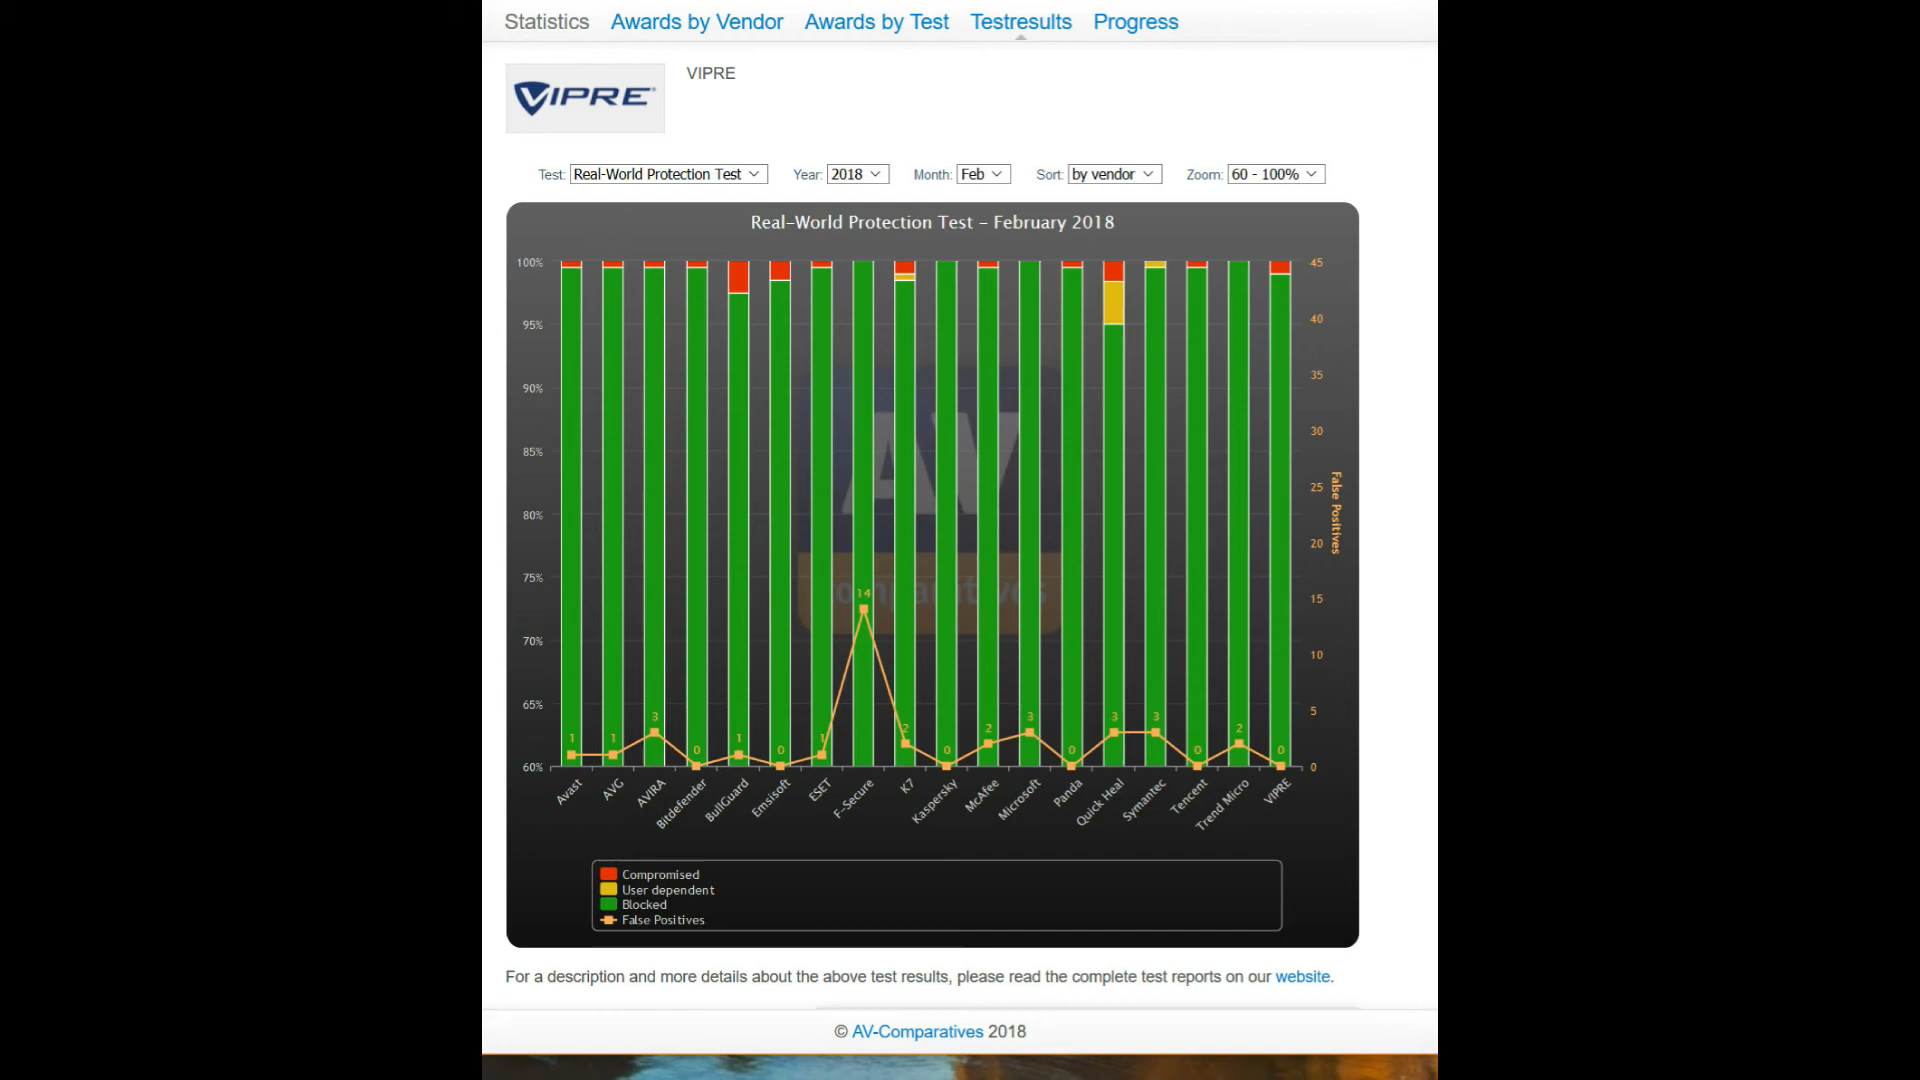 Statistics Awards by Vendor Awards by Test Testresults Progress
VIPRE
VIPRE
Test: Real-World Protection Test Year: 2018 Month: Feb Sort: by vendor Zoom: 60 - 100%
Real-World Protection Test - February 2018
100% 45
95% 40
90% 35
85% 30
80% 25
75% 20
70% 15
65% 10
60% 5
0
False Positives
AV
comparatives
1 1 3 0 1 0 1 14 2 0 2 3 0 3 3 0 2 0
Avast AVG AVIRA Bitdefender BullGuard Emsisoft ESET F-Secure K7 Kaspersky McAfee Microsoft Panda Quick Heal Symantec Tencent Trend Micro VIPRE
Compromised
User dependent
Blocked
False Positives
For a description and more details about the above test results, please read the complete test reports on our website.
© AV-Comparatives 2018